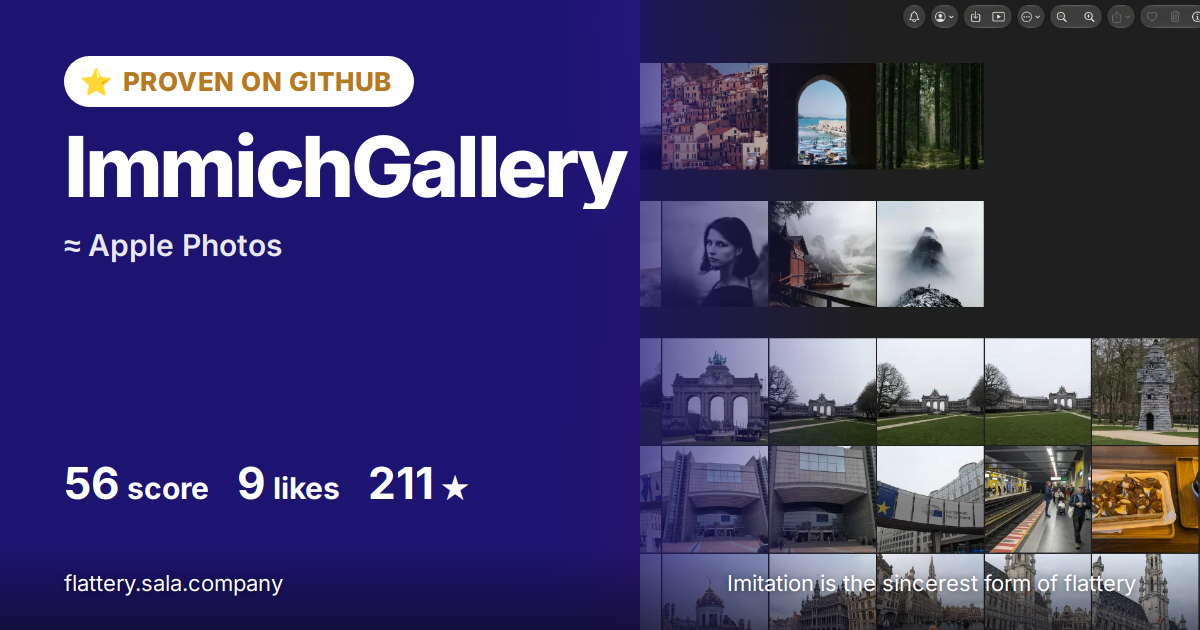 ⭐ PROVEN ON GITHUB
ImmichGallery
≈ Apple Photos
56 score 9 likes 211 ★
flattery.sala.company
Imitation is the sincerest form of flattery